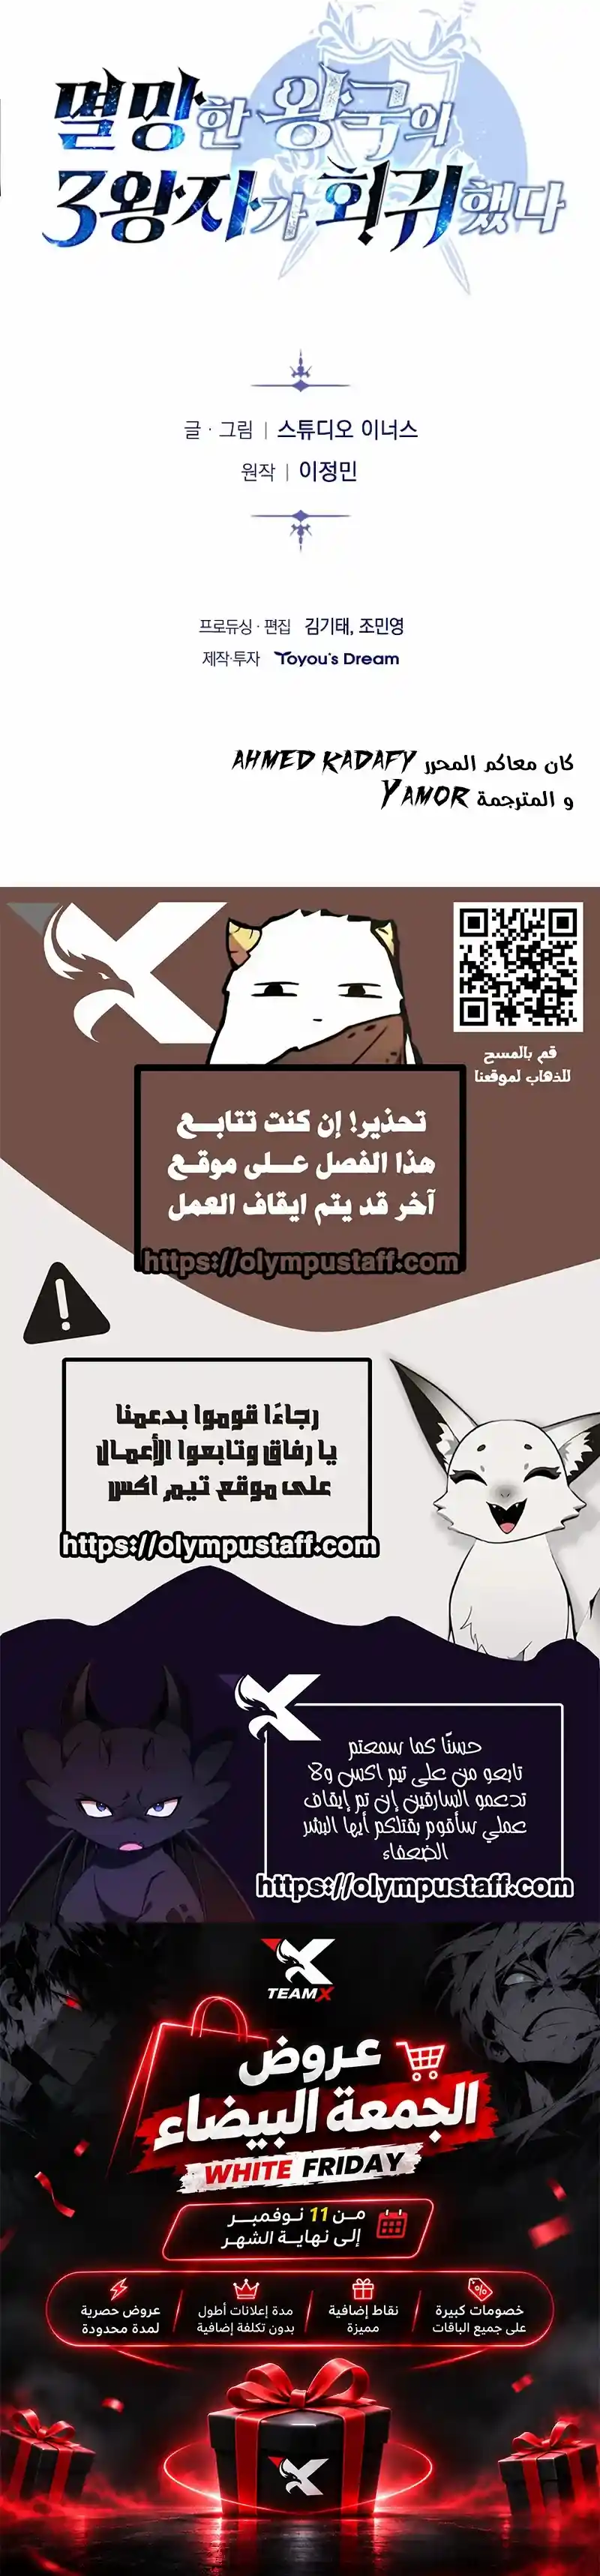 멸망한 왕국의
3왕자가 회귀했다
글 · 그림 | 스튜디오 이너스
원작 | 이정민
프로듀싱 · 편집 김기태, 조민영
제작·투자 Toyou's Dream
كان معاكم المحرر AHMED KADAFY
و المترجمة YAMOR
قم بالمسح
للذهاب لموقعنا
تحذير! إن كنت تتابع
هذا الفصل على موقع
آخر قد يتم ايقاف العمل
https://olympustaff.com
رجاءًا قوموا بدعمنا
يا رفاق وتابعوا الأعمال
على موقع تيم اكس
https://olympustaff.com
حسنًا كما سمعتم
تابعو من على تيم اكس ولا
تدعمو السارقين إن تم إيقاف
عملي سأقوم بقتلكم أيها البشر
الضعفاء
https://olympustaff.com
TEAMX
عروض
الجمعة البيضاء
WHITE FRIDAY
من 11 نوفمبر
إلى نهاية الشهر
خصومات كبيرة
على جميع الباقات
نقاط إضافية
مميزة
مدة إعلانات أطول
بدون تكلفة إضافية
عروض حصرية
لمدة محدودة